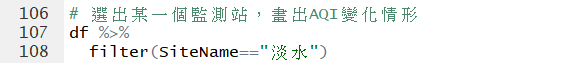 106 # 選出某一個監測站，畫出AQI變化情形
107 df %>%
108   filter(SiteName=="淡水")